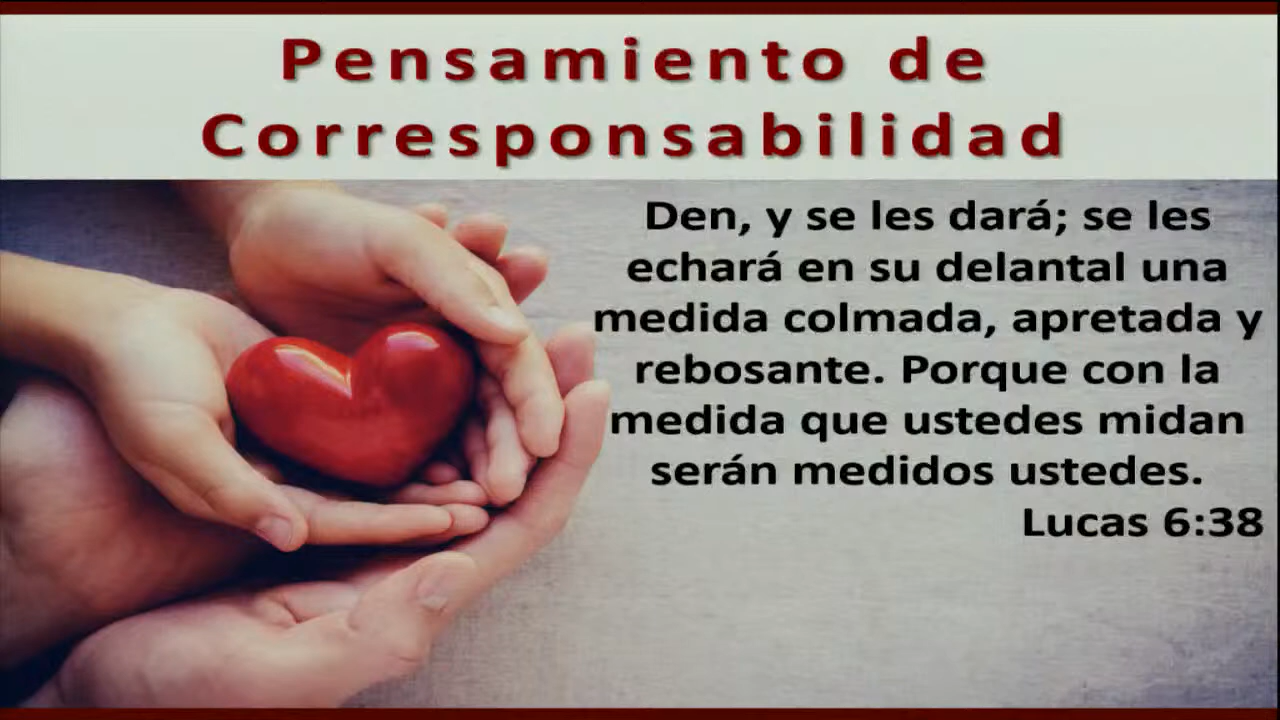 Pensamiento de
Corresponsabilidad
Den, y se les dará; se les
echará en su delantal una
medida colmada, apretada y
rebosante. Porque con la
medida que ustedes midan
serán medidos ustedes.
Lucas 6:38